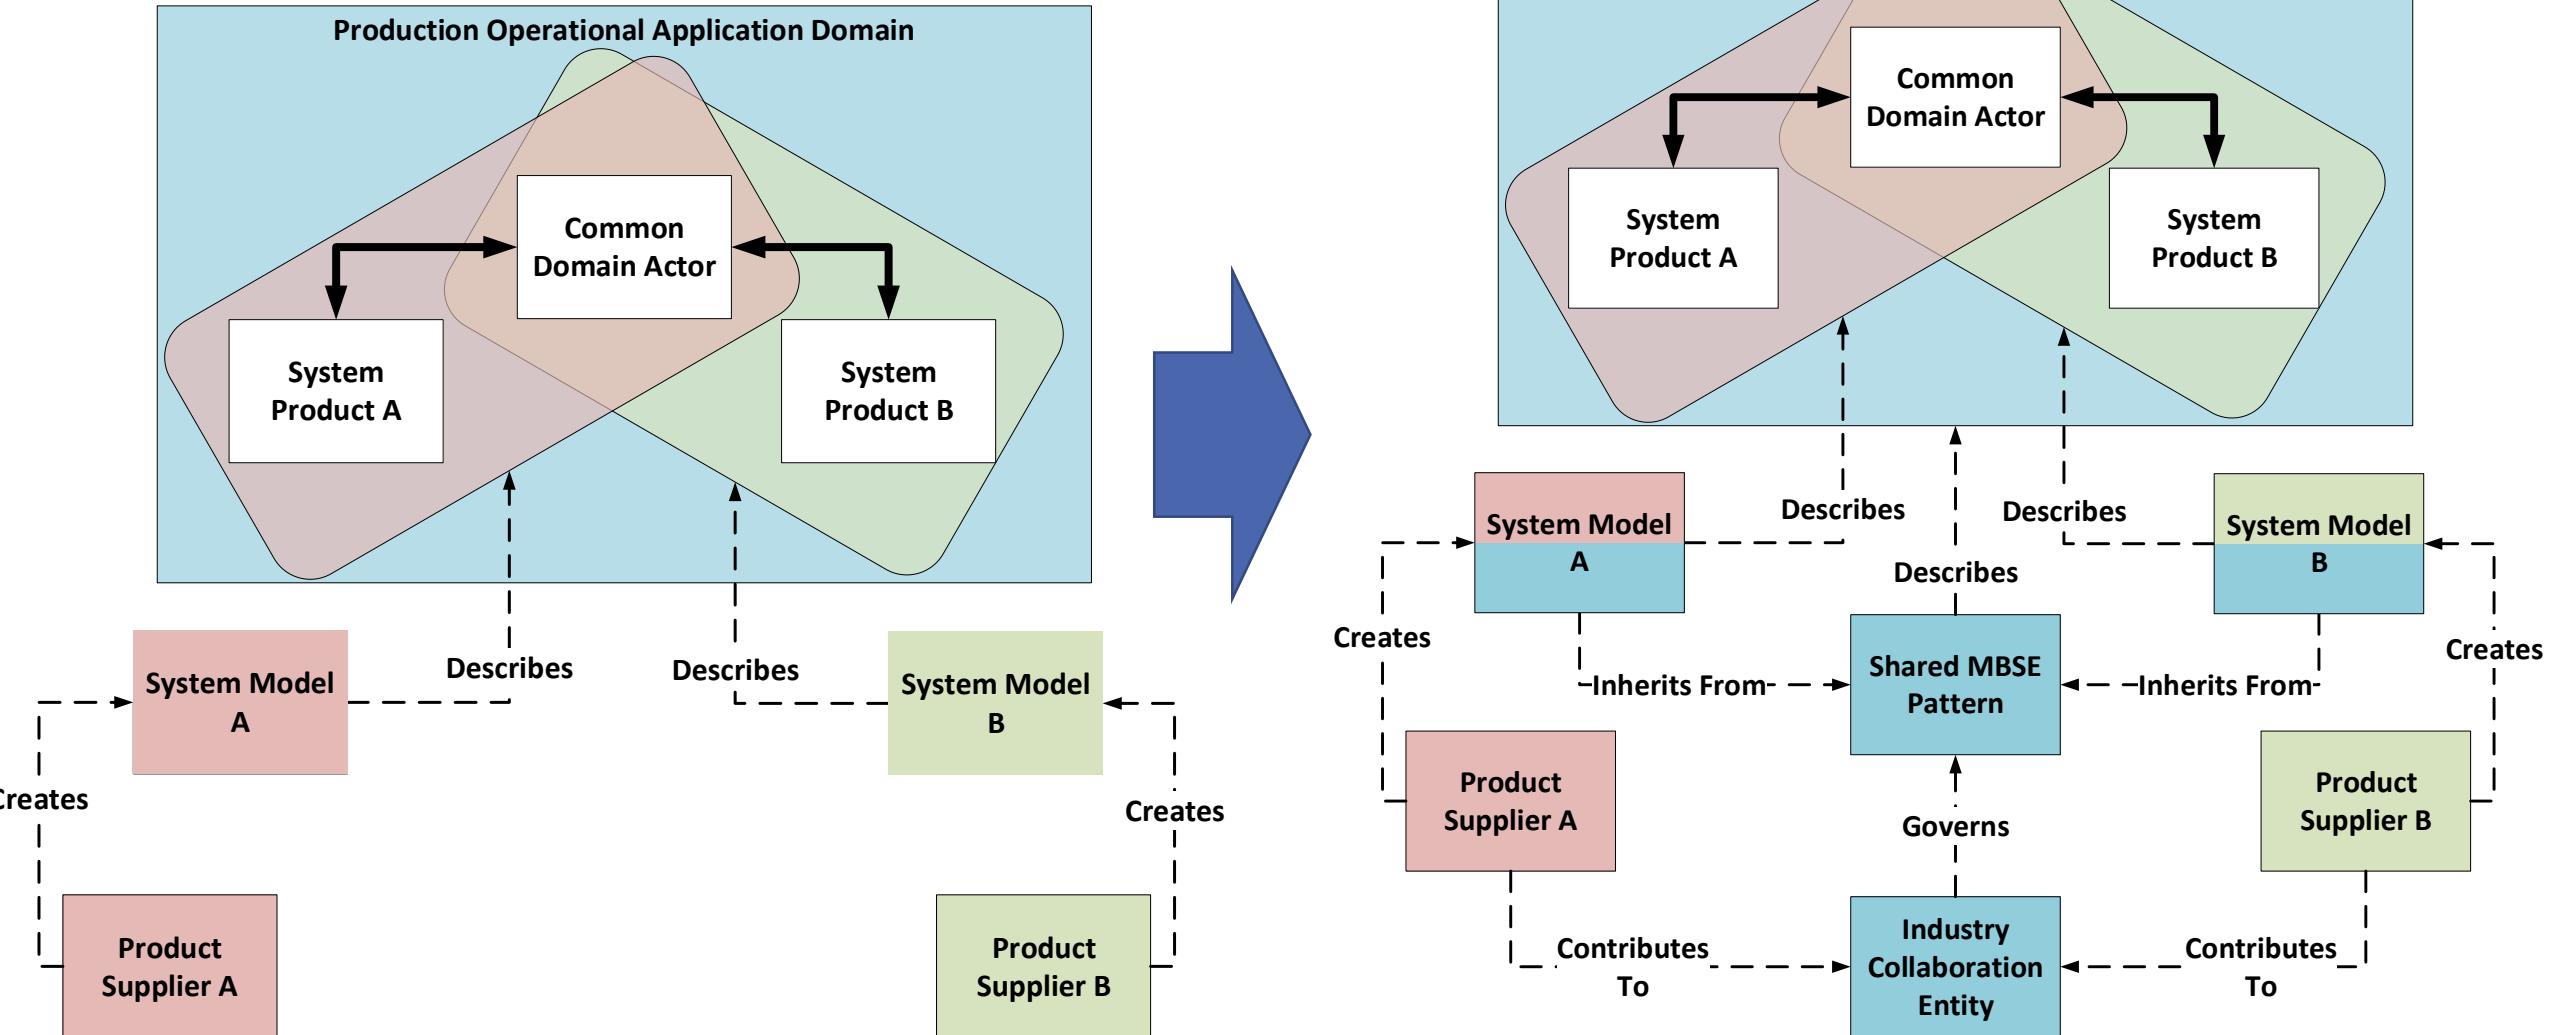 Production Operational Application Domain
Common
Domain Actor
System
Product A
System
Product B
Describes
Describes
System Model
A
System Model
B
Creates
Creates
Product
Supplier A
Product
Supplier B
Common
Domain Actor
System
Product A
System
Product B
System Model
A
Describes
Describes
System Model
B
Describes
Creates
Creates
Inherits From
Shared MBSE
Pattern
Inherits From
Product
Supplier A
Product
Supplier B
Governs
Contributes
To
Industry
Collaboration
Entity
Contributes
To